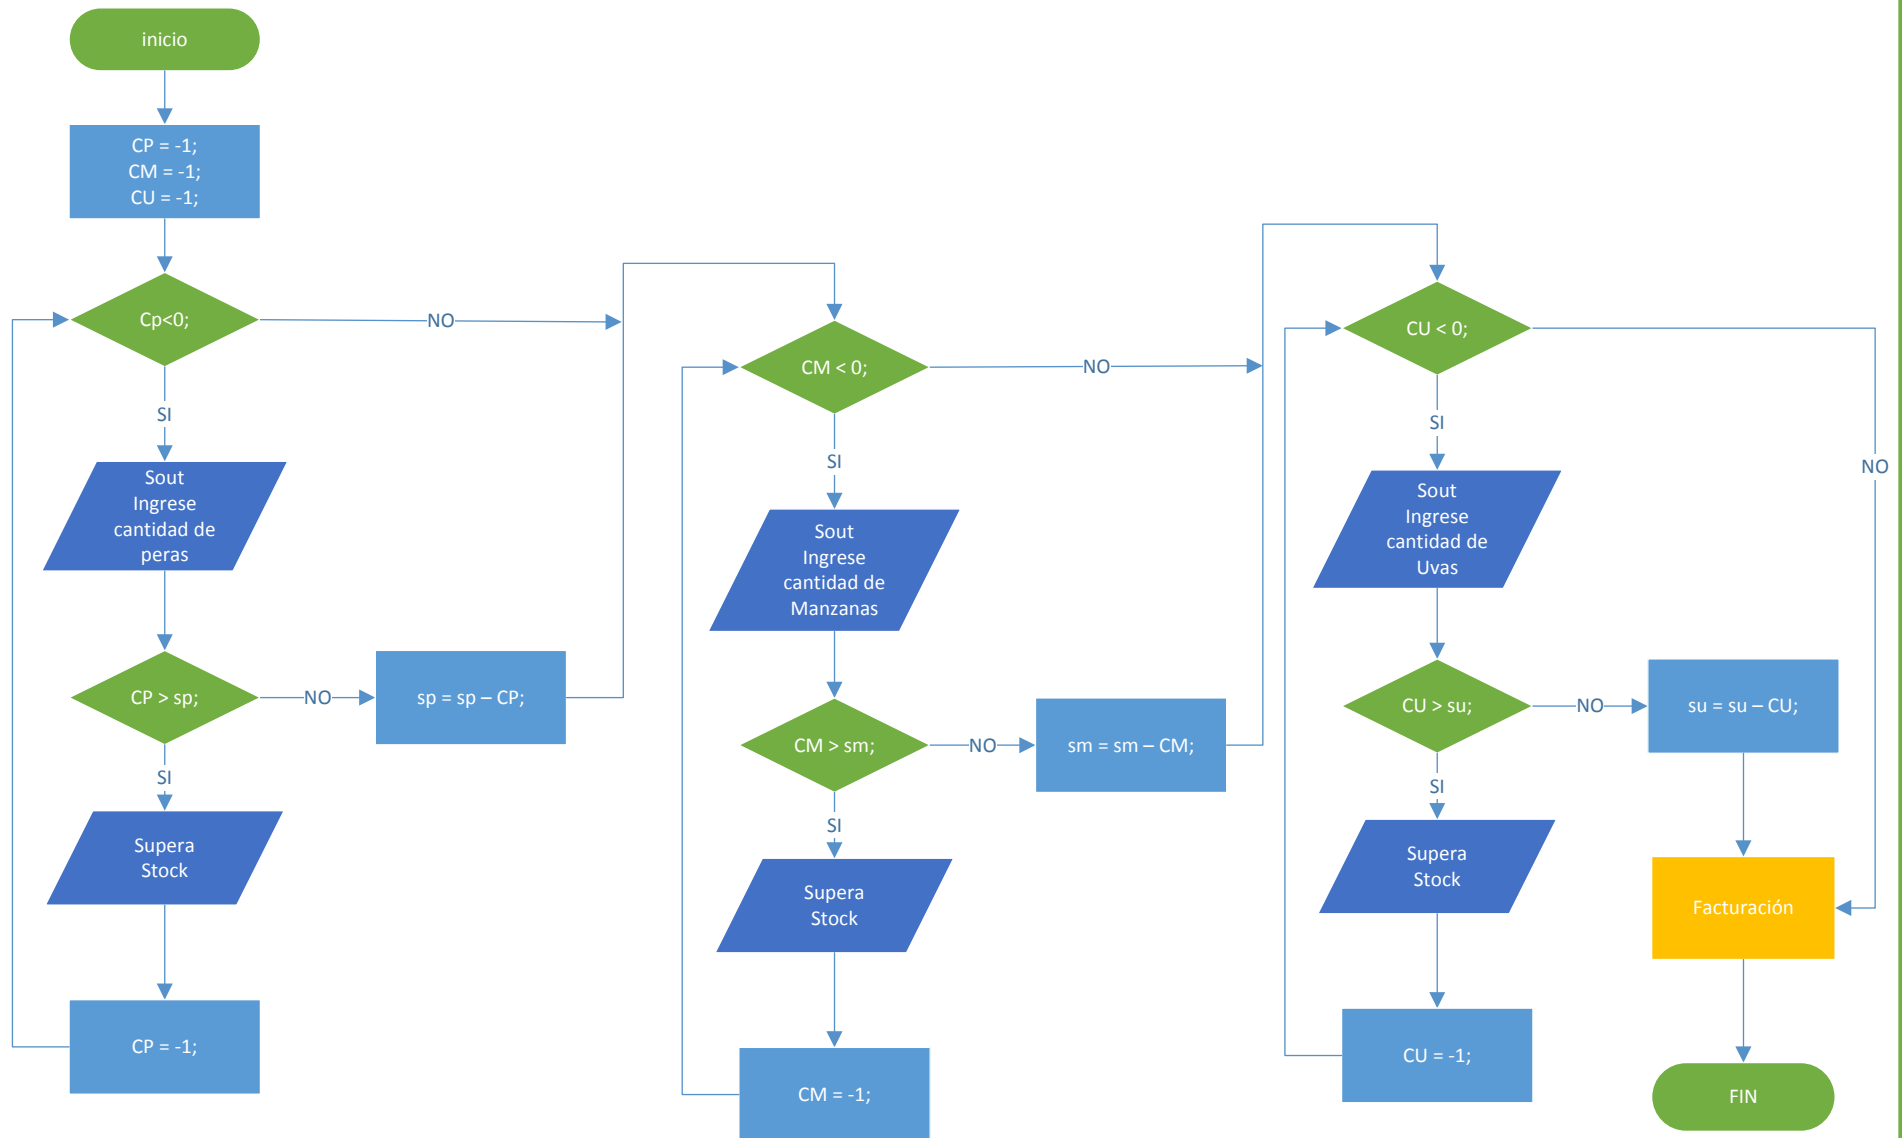 inicio
CP = -1;
CM = -1;
CU = -1;
Cp<0;
NO
SI
Sout
Ingrese
cantidad de
peras
CP > sp;
NO
sp = sp – CP;
SI
Supera
Stock
CP = -1;
CM < 0;
NO
SI
Sout
Ingrese
cantidad de
Manzanas
CM > sm;
NO
sm = sm – CM;
SI
Supera
Stock
CM = -1;
CU < 0;
NO
SI
Sout
Ingrese
cantidad de
Uvas
CU > su;
NO
su = su – CU;
SI
Supera
Stock
CU = -1;
Facturación
FIN